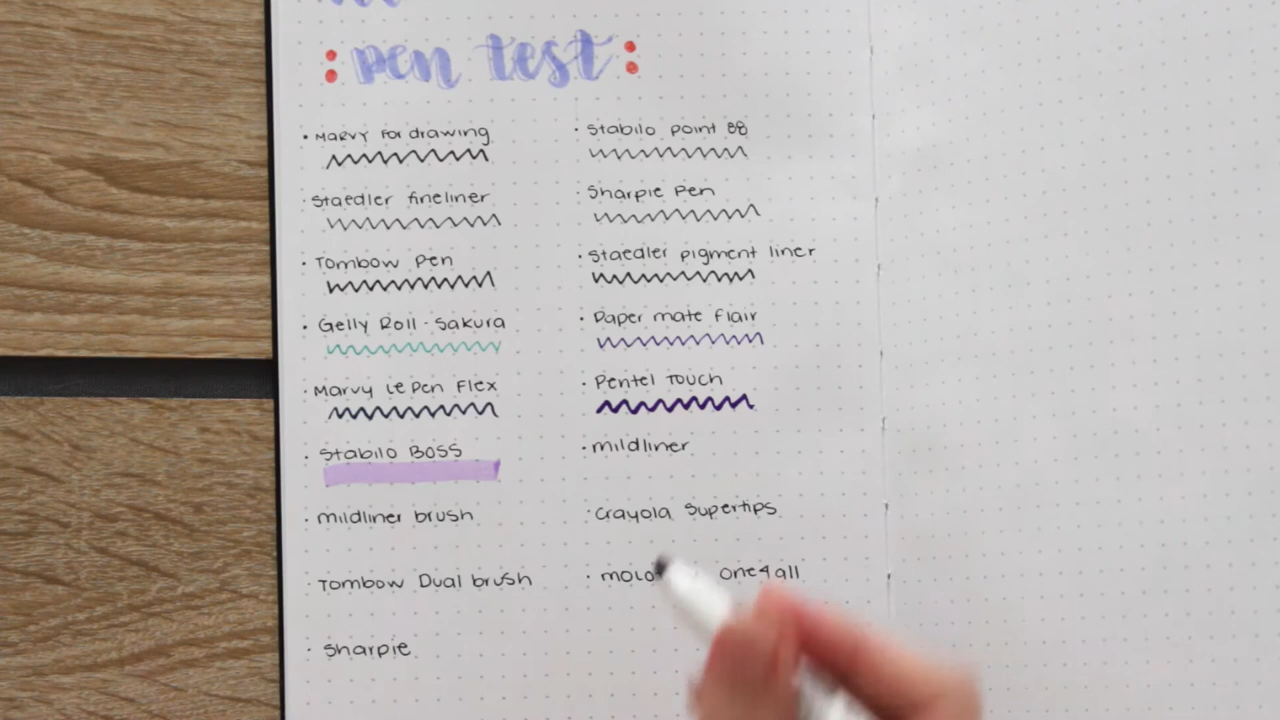 : pen test :
• Marvy for drawing
• Staedler fineliner
• Tombow pen
• Gelly Roll - Sakura
• Marvy Le Pen Flex
• Stabilo BOSS
• mildliner brush
• Tombow Dual brush
• Sharpie
• Stabilo point 88
• Sharpie pen
• Staedler pigment liner
• Paper mate flair
• Pentel Touch
• mildliner
• Crayola Supertips
• one4all